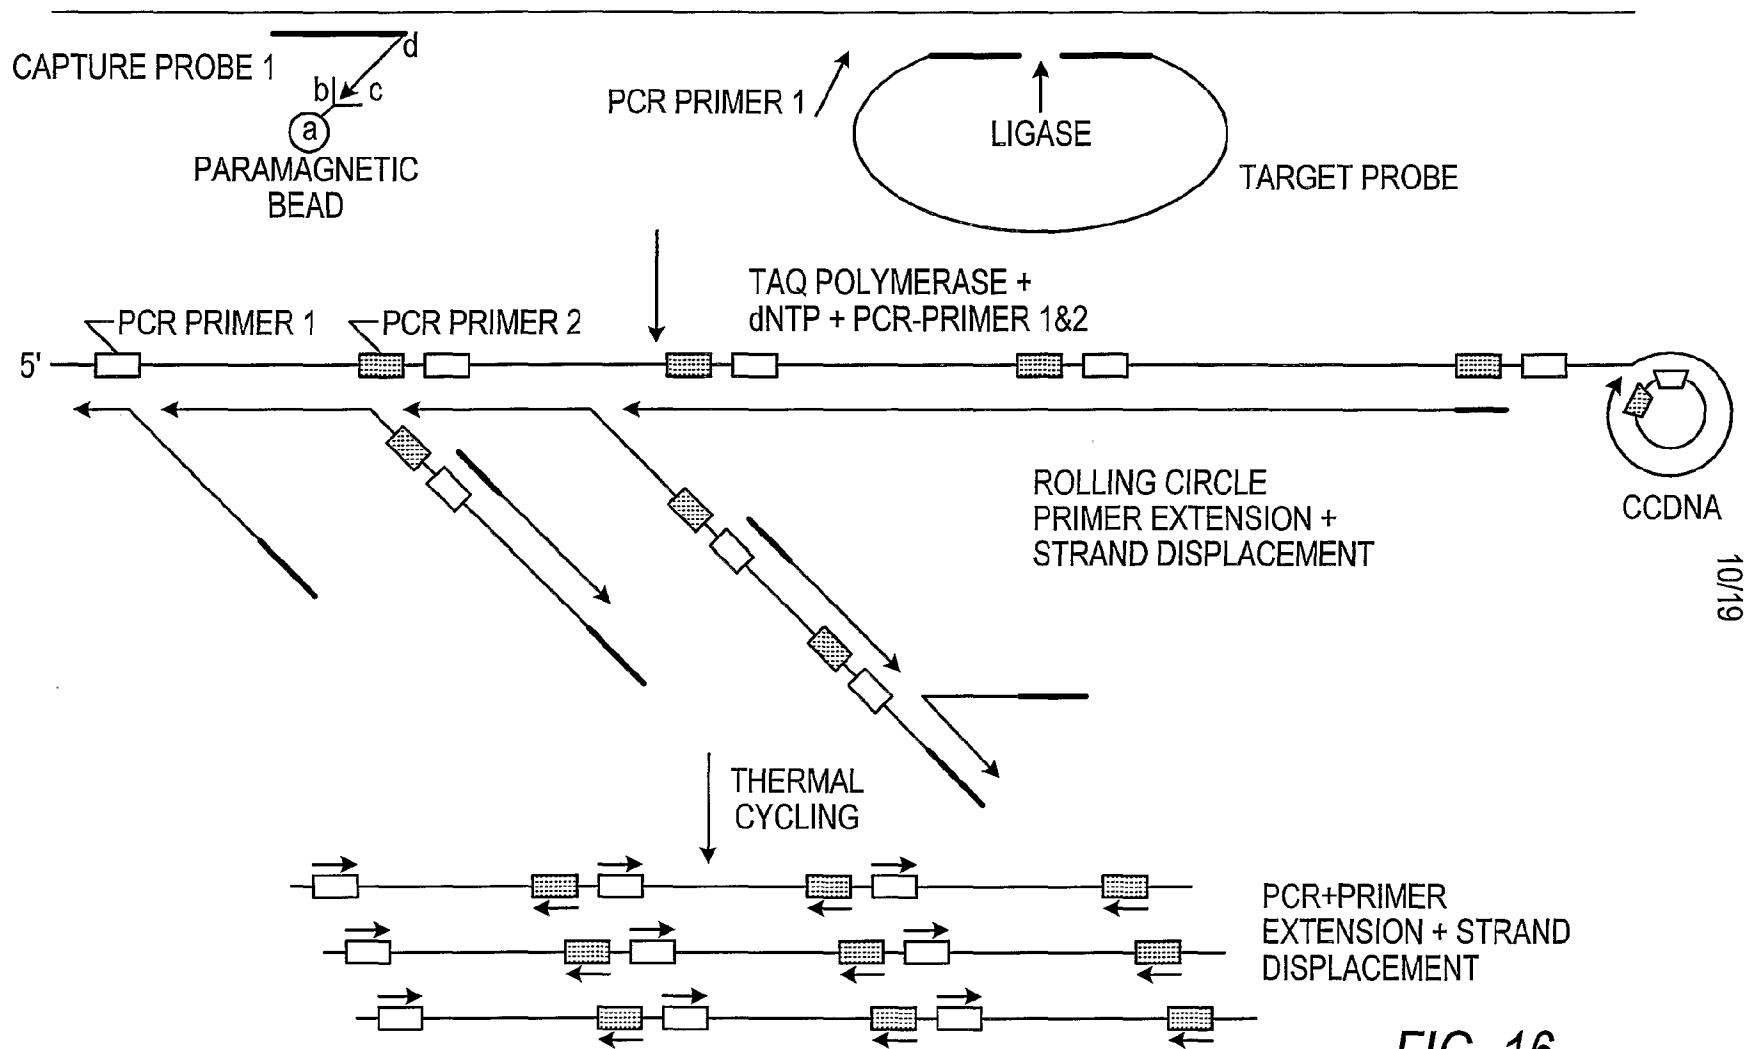 CAPTURE PROBE 1
d
b
c
a
PARAMAGNETIC
BEAD
PCR PRIMER 1
LIGASE
TARGET PROBE
TAQ POLYMERASE +
dNTP + PCR-PRIMER 1&2
PCR PRIMER 1
PCR PRIMER 2
5'
CCDNA
ROLLING CIRCLE
PRIMER EXTENSION +
STRAND DISPLACEMENT
10/19
THERMAL
CYCLING
PCR+PRIMER
EXTENSION + STRAND
DISPLACEMENT
FIG. 16